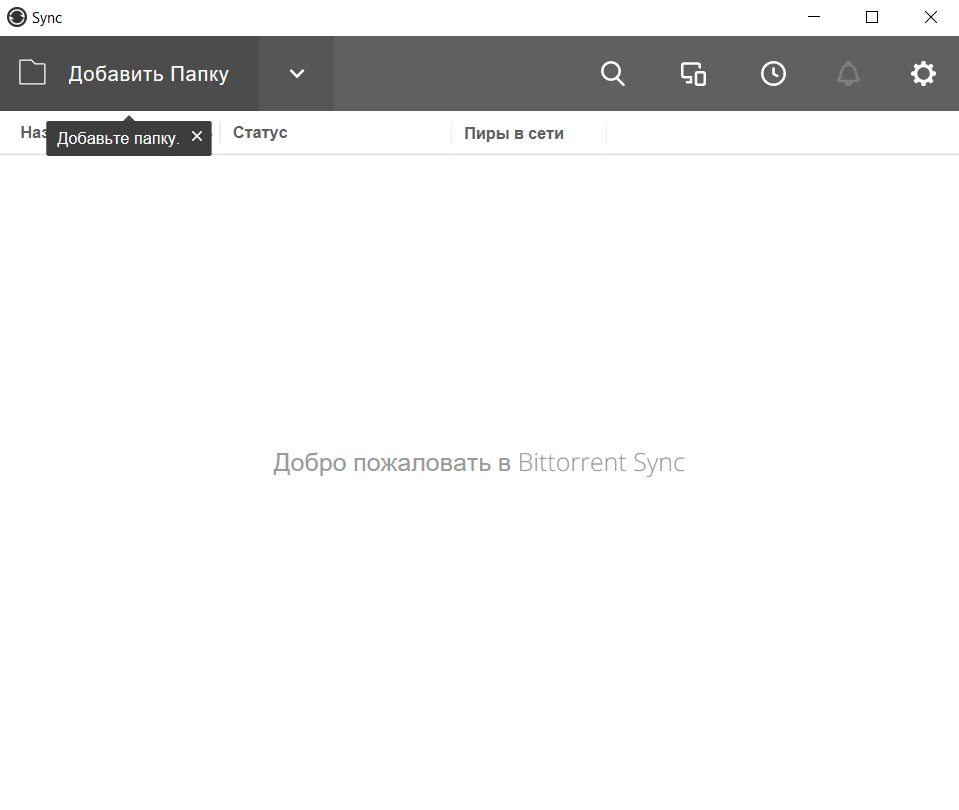 Sync
Добавить Папку
Статус
Пиры в сети
Добавьте папку.
Добро пожаловать в Bittorrent Sync